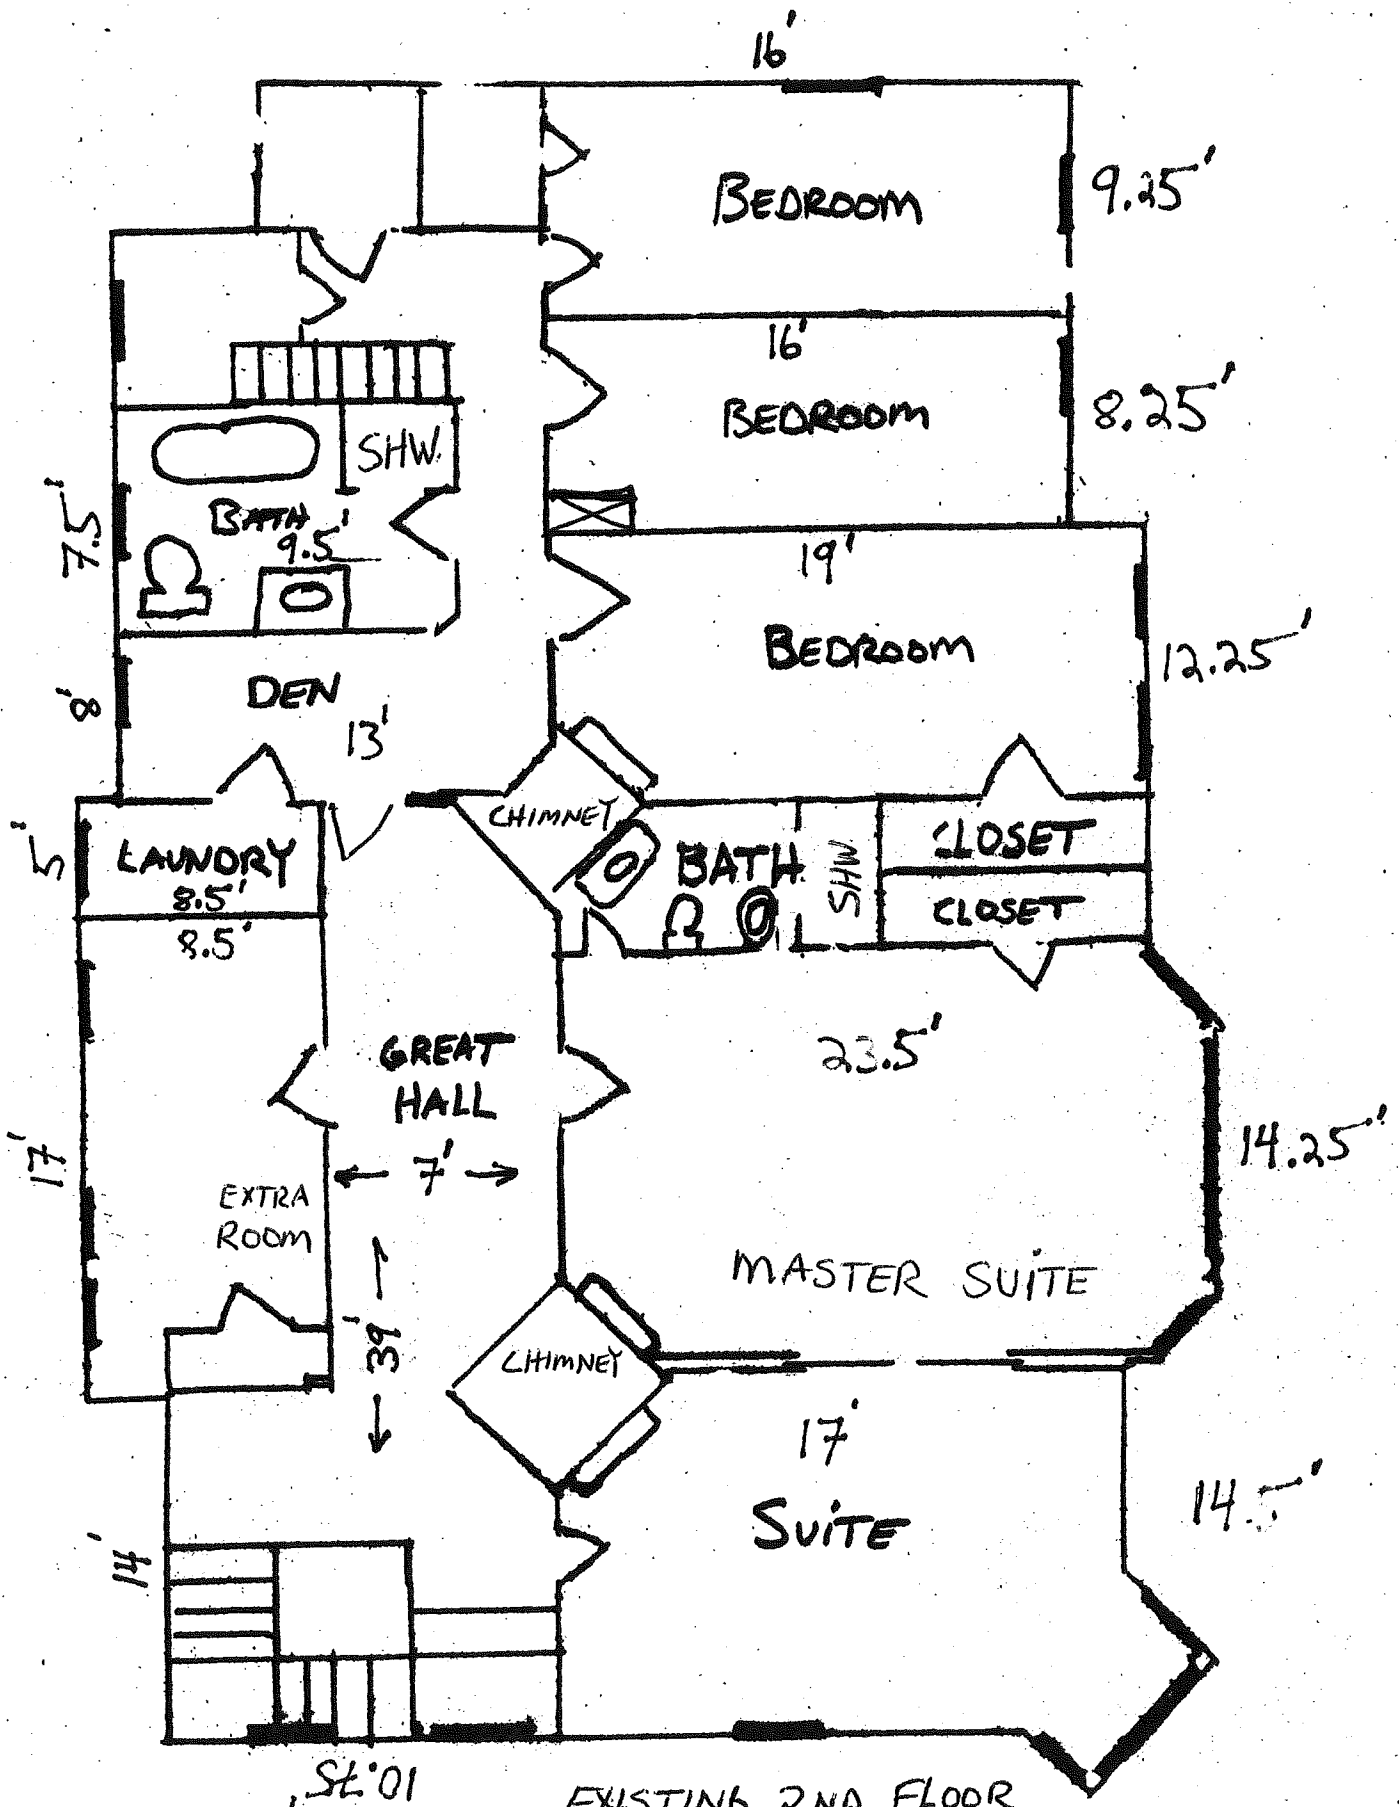 16'
BEDROOM
9.25'
16'
BEDROOM
8.25'
SHW.
BATH
9.5'
7.5'
19'
BEDROOM
12.25'
DEN
8'
13'
CHIMNEY
LAUNDRY
5'
8.5'
8.5'
BATH
SHW
CLOSET
CLOSET
GREAT
HALL
7'
23.5'
14.25'
17'
EXTRA
ROOM
39'
MASTER SUITE
CHIMNEY
17'
SUITE
14'
10.75'
EXISTING 2ND FLOOR